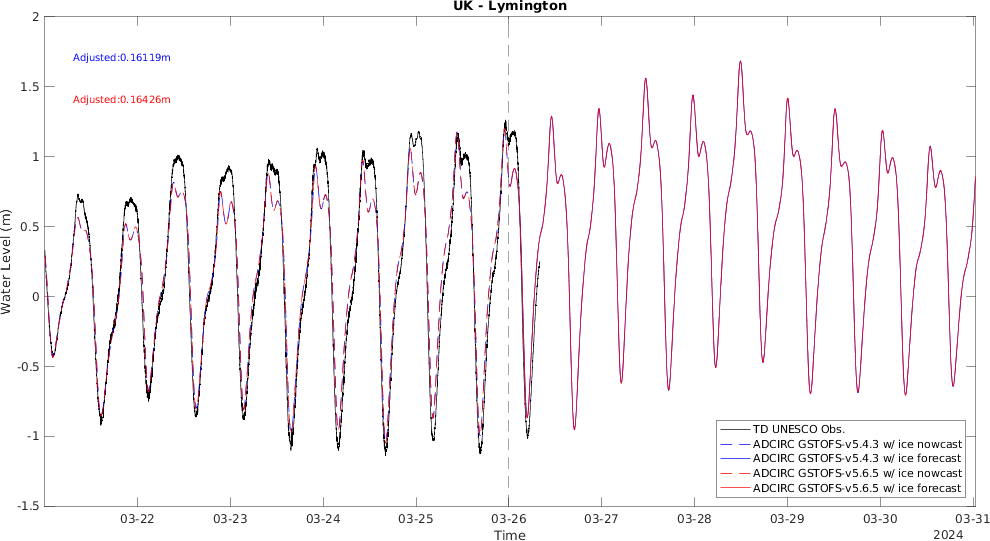 UK - Lymington
2
1.5
1
0.5
0
-0.5
-1
-1.5
Water Level (m)
Adjusted:0.16119m
Adjusted:0.16426m
TD UNESCO Obs.
ADCIRC GSTOFS-v5.4.3 w/ ice nowcast
ADCIRC GSTOFS-v5.4.3 w/ ice forecast
ADCIRC GSTOFS-v5.6.5 w/ ice nowcast
ADCIRC GSTOFS-v5.6.5 w/ ice forecast
03-22 03-23 03-24 03-25 03-26 03-27 03-28 03-29 03-30 03-31
Time
2024